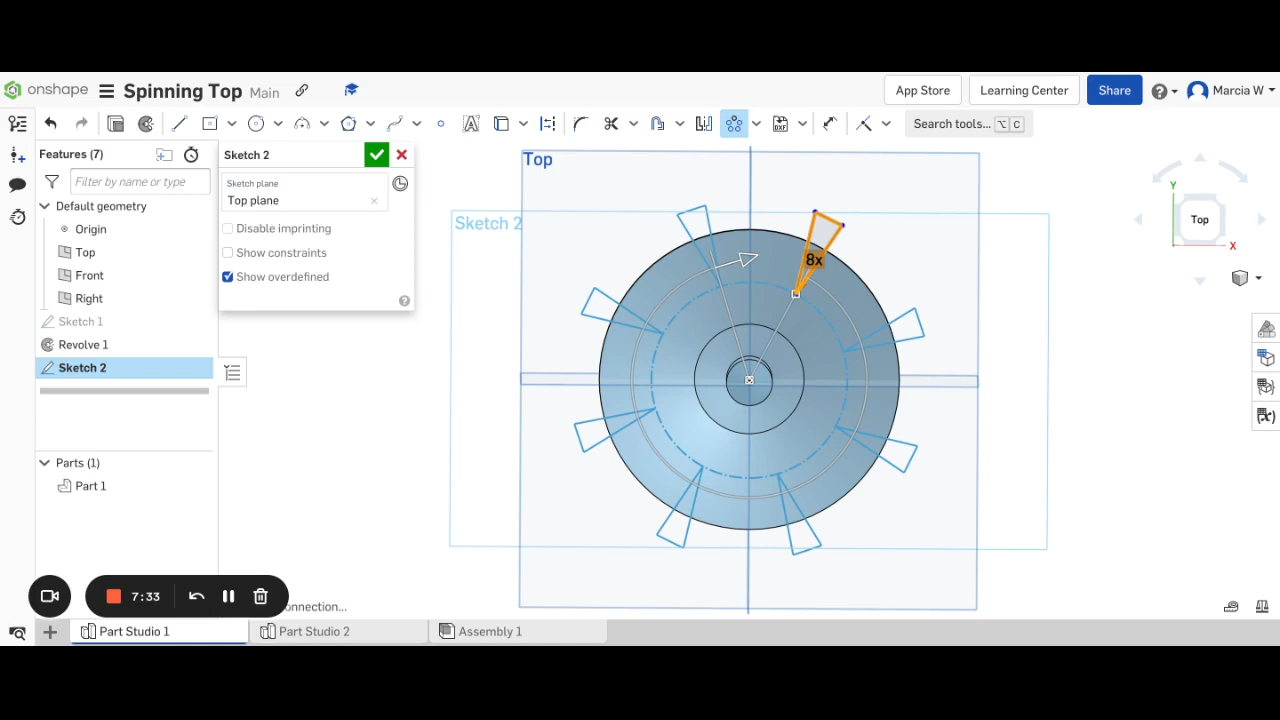 onshape
Spinning Top Main
App Store
Learning Center
Share
Marcia W
Search tools... ⌥ C
Features (7)
Filter by name or type
Default geometry
Origin
Top
Front
Right
Sketch 1
Revolve 1
Sketch 2
Parts (1)
Part 1
Sketch 2
Sketch plane
Top plane
Disable imprinting
Show constraints
Show overdefined
Top
Sketch 2
8x
Y
Top
X
7:33
onnection...
Part Studio 1
Part Studio 2
Assembly 1